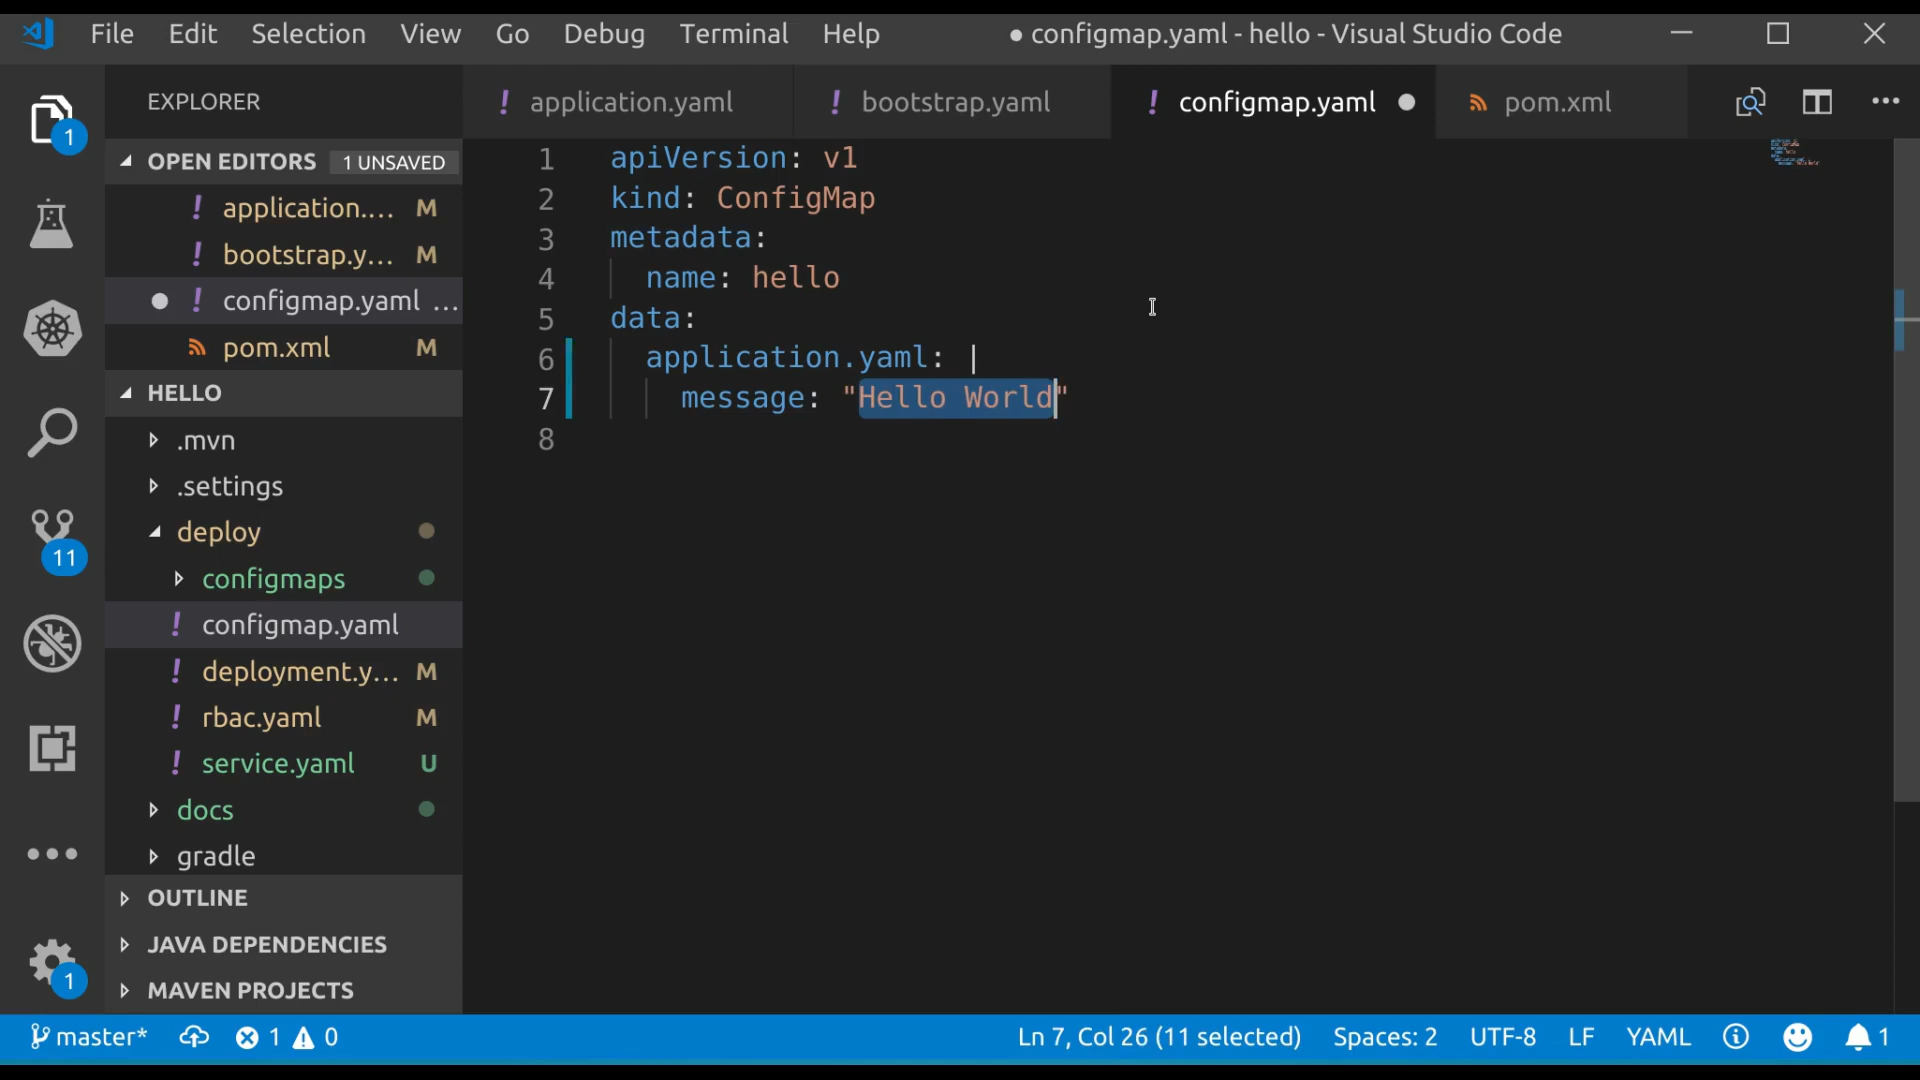 File Edit Selection View Go Debug Terminal Help ● configmap.yaml - hello - Visual Studio Code
EXPLORER
! application.yaml ! bootstrap.yaml ! configmap.yaml ● pom.xml ...
1
OPEN EDITORS 1 UNSAVED
! application.... M
! bootstrap.y... M
● ! configmap.yaml ...
pom.xml M
HELLO
.mvn
.settings
deploy
configmaps
! configmap.yaml
! deployment.y... M
! rbac.yaml M
! service.yaml U
docs
gradle
OUTLINE
JAVA DEPENDENCIES
MAVEN PROJECTS
11
1
1 apiVersion: v1
2 kind: ConfigMap
3 metadata:
4 name: hello
5 data:
6 application.yaml: |
7 message: "Hello World"
8
master* 1 0 Ln 7, Col 26 (11 selected) Spaces: 2 UTF-8 LF YAML 1